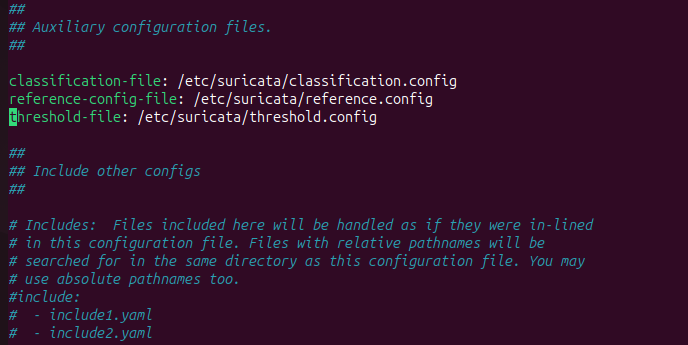 ##
## Auxiliary configuration files.
##
classification-file: /etc/suricata/classification.config
reference-config-file: /etc/suricata/reference.config
threshold-file: /etc/suricata/threshold.config
##
## Include other configs
##
# Includes:  Files included here will be handled as if they were in-lined
# in this configuration file. Files with relative pathnames will be
# searched for in the same directory as this configuration file. You may
# use absolute pathnames too.
#include:
#  - include1.yaml
#  - include2.yaml